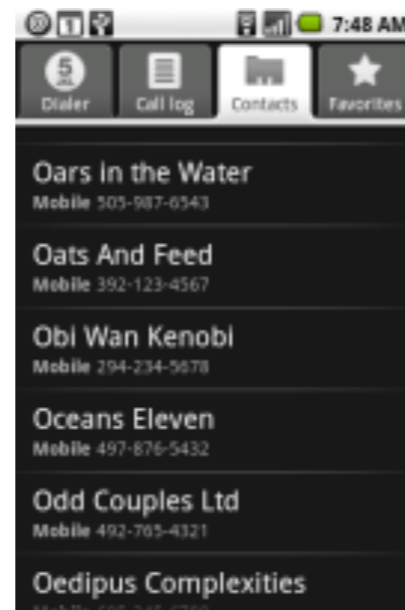 7:48 AM
5
Dialer
Call log
Contacts
Favorites
Oars in the Water
Mobile 505-987-6543
Oats And Feed
Mobile 392-123-4567
Obi Wan Kenobi
Mobile 294-234-5678
Oceans Eleven
Mobile 497-876-5432
Odd Couples Ltd
Mobile 492-765-4321
Oedipus Complexities